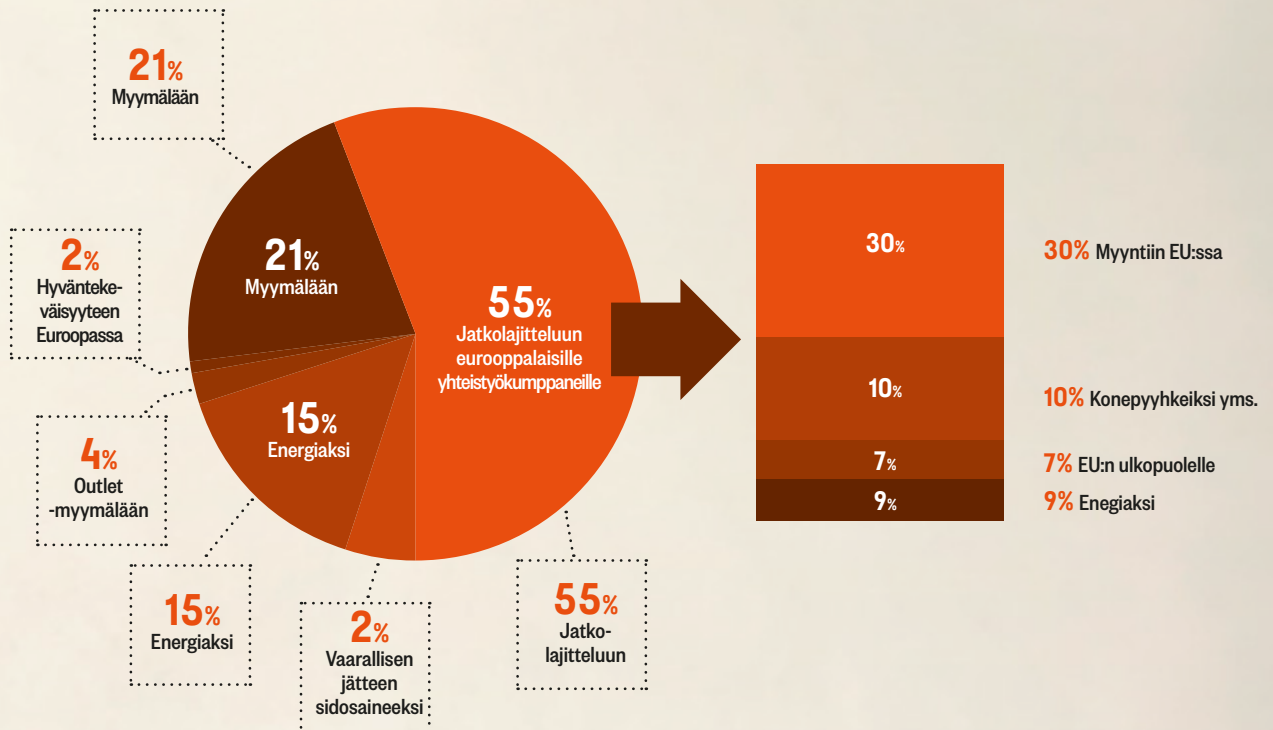 21%
Myymälään
2%
Hyvänteke-
väisyyteen
Euroopassa
4%
Outlet
-myymälään
15%
Energiaksi
2%
Vaarallisen
jätteen
sidosaineeksi
55%
Jatko-
lajitteluun
21%
Myymälään
15%
Energiaksi
55%
Jatkolajitteluun
eurooppalaisille
yhteistyökumppaneille
30%
10%
7%
9%
30% Myyntiin EU:ssa
10% Konepyyhkeiksi yms.
7% EU:n ulkopuolelle
9% Enegiaksi